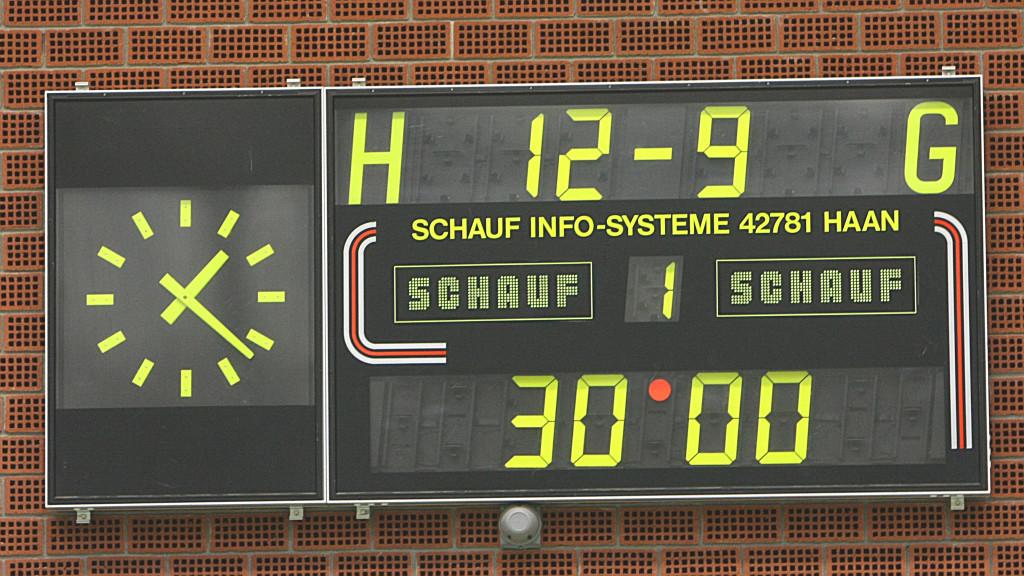 H 12-9 G
SCHAUF INFO-SYSTEME 42781 HAAN
SCHAUF 1 SCHAUF
30 00